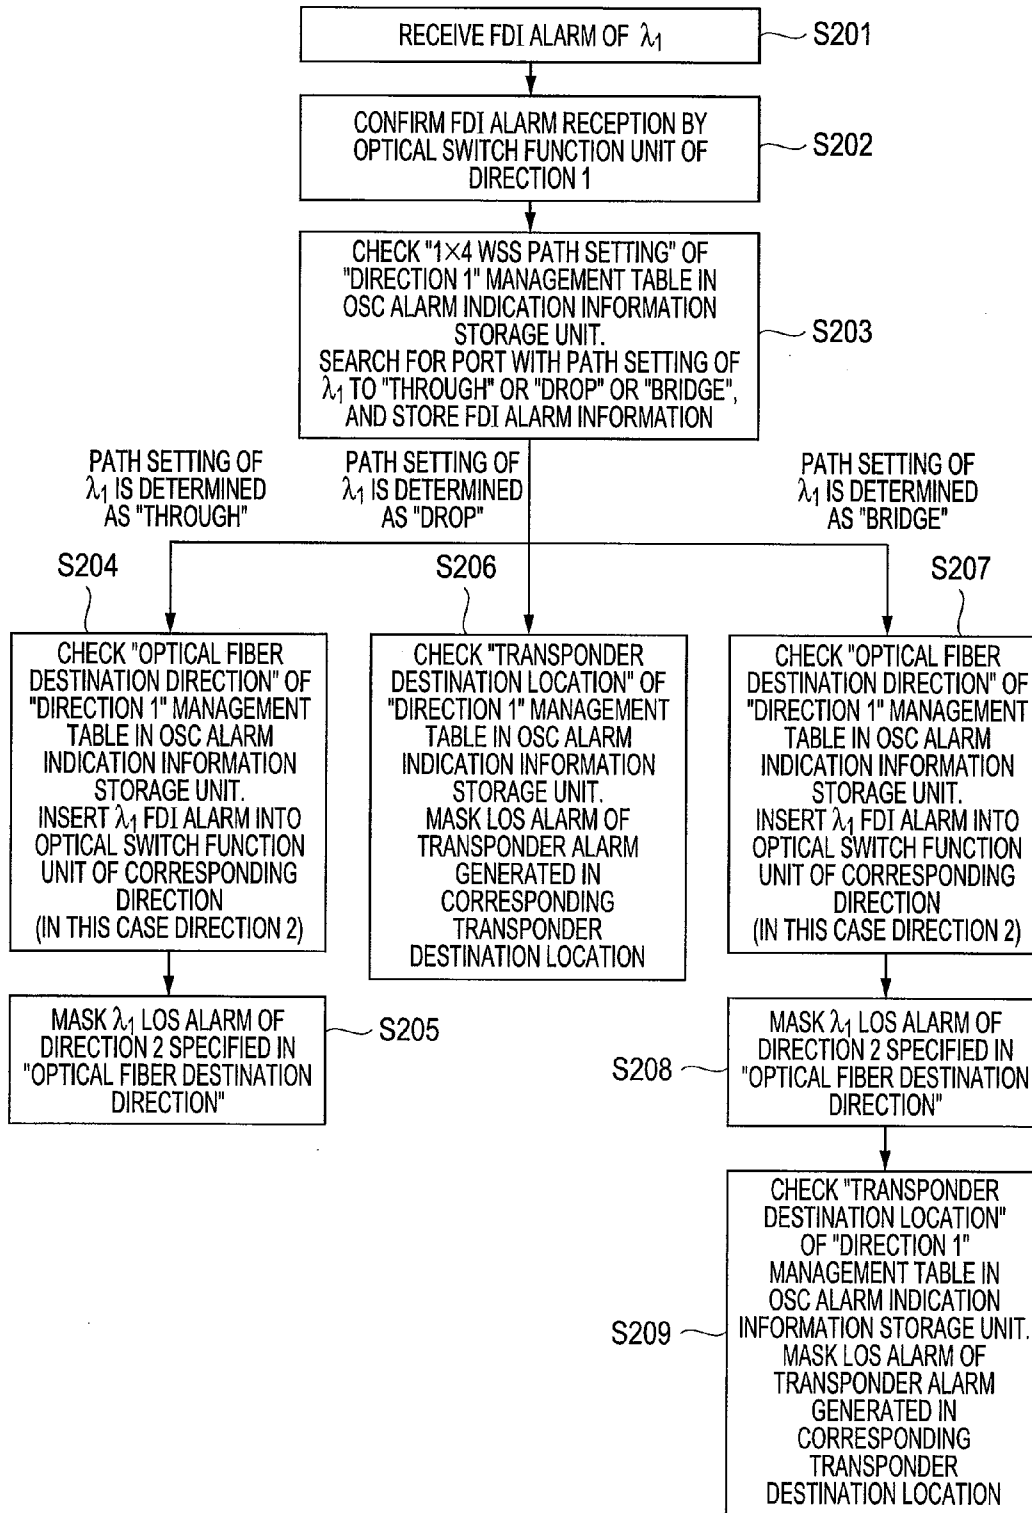 RECEIVE FDI ALARM OF λ1
S201
CONFIRM FDI ALARM RECEPTION BY
OPTICAL SWITCH FUNCTION UNIT OF
DIRECTION 1
S202
CHECK "1×4 WSS PATH SETTING" OF
"DIRECTION 1" MANAGEMENT TABLE IN
OSC ALARM INDICATION INFORMATION
STORAGE UNIT.
SEARCH FOR PORT WITH PATH SETTING OF
λ1 TO "THROUGH" OR "DROP" OR "BRIDGE",
AND STORE FDI ALARM INFORMATION
S203
PATH SETTING OF
λ1 IS DETERMINED
AS "THROUGH"
PATH SETTING OF
λ1 IS DETERMINED
AS "DROP"
PATH SETTING OF
λ1 IS DETERMINED
AS "BRIDGE"
S204
CHECK "OPTICAL FIBER
DESTINATION DIRECTION" OF
"DIRECTION 1" MANAGEMENT
TABLE IN OSC ALARM
INDICATION INFORMATION
STORAGE UNIT.
INSERT λ1 FDI ALARM INTO
OPTICAL SWITCH FUNCTION
UNIT OF CORRESPONDING
DIRECTION
(IN THIS CASE DIRECTION 2)
S206
CHECK "TRANSPONDER
DESTINATION LOCATION" OF
"DIRECTION 1" MANAGEMENT
TABLE IN OSC ALARM
INDICATION INFORMATION
STORAGE UNIT.
MASK LOS ALARM OF
TRANSPONDER ALARM
GENERATED IN
CORRESPONDING
TRANSPONDER
DESTINATION LOCATION
S207
CHECK "OPTICAL FIBER
DESTINATION DIRECTION" OF
"DIRECTION 1" MANAGEMENT
TABLE IN OSC ALARM
INDICATION INFORMATION
STORAGE UNIT.
INSERT λ1 FDI ALARM INTO
OPTICAL SWITCH FUNCTION
UNIT OF CORRESPONDING
DIRECTION
(IN THIS CASE DIRECTION 2)
MASK λ1 LOS ALARM OF
DIRECTION 2 SPECIFIED IN
"OPTICAL FIBER DESTINATION
DIRECTION"
S205
S208
MASK λ1 LOS ALARM OF
DIRECTION 2 SPECIFIED IN
"OPTICAL FIBER DESTINATION
DIRECTION"
S209
CHECK "TRANSPONDER
DESTINATION LOCATION"
OF "DIRECTION 1"
MANAGEMENT TABLE IN
OSC ALARM INDICATION
INFORMATION STORAGE UNIT.
MASK LOS ALARM OF
TRANSPONDER ALARM
GENERATED IN
CORRESPONDING
TRANSPONDER
DESTINATION LOCATION